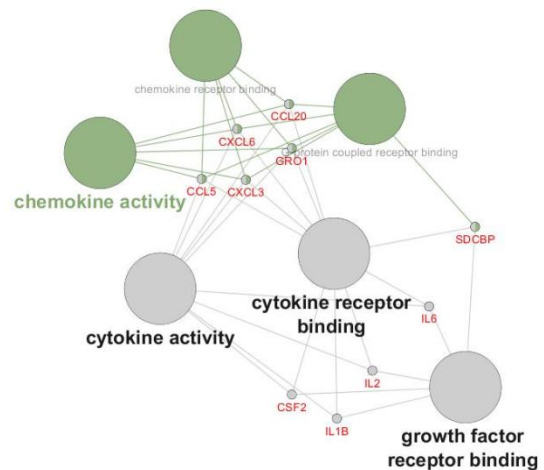 chemokine receptor binding
CCL20
CXCL6
G protein coupled receptor binding
GRO1
CCL5
CXCL3
chemokine activity
SDCBP
cytokine receptor
binding
cytokine activity
IL6
IL2
CSF2
IL1B
growth factor
receptor binding